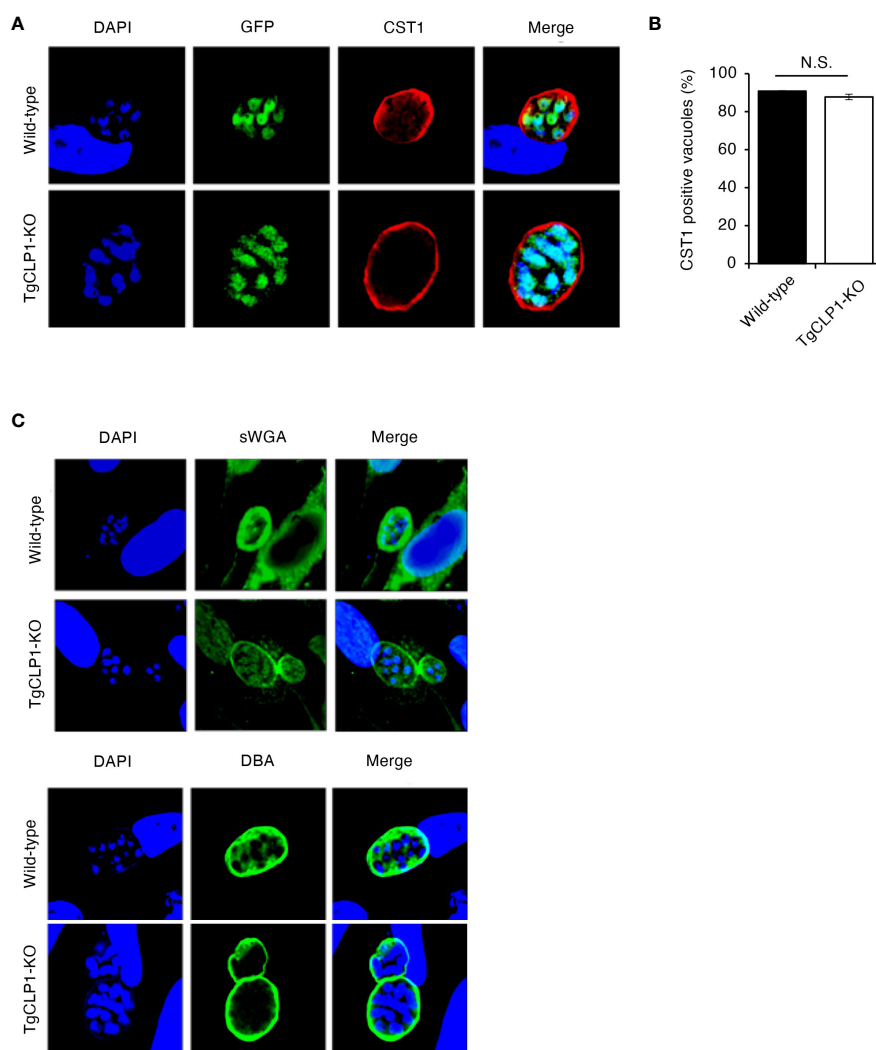 A
DAPI GFP CST1 Merge
Wild-type
TgCLP1-KO
B
N.S.
CST1 positive vacuoles (%)
100
80
60
40
20
0
Wild-type
TgCLP1-KO
C
DAPI sWGA Merge
Wild-type
TgCLP1-KO
DAPI DBA Merge
Wild-type
TgCLP1-KO